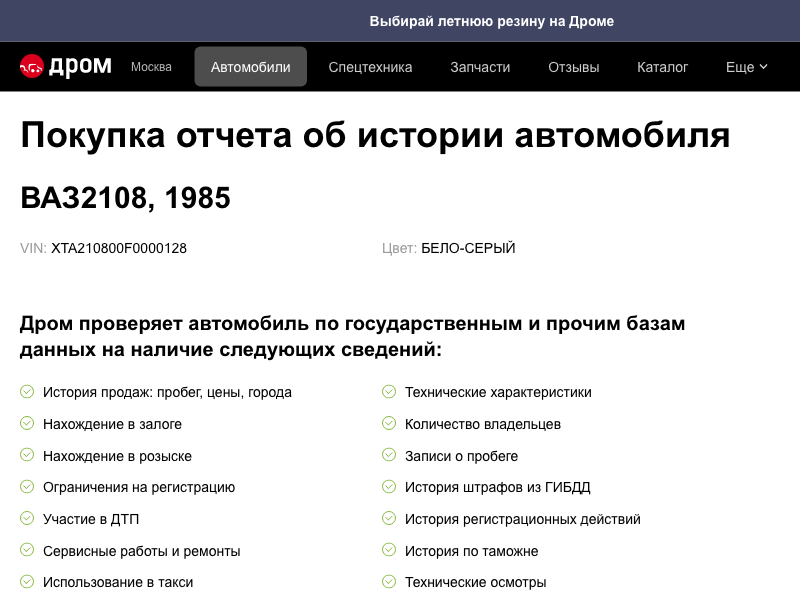 Выбирай летнюю резину на Дроме
дром Москва Автомобили Спецтехника Запчасти Отзывы Каталог Еще
Покупка отчета об истории автомобиля
ВАЗ2108, 1985
VIN: XTA210800F0000128 Цвет: БЕЛО-СЕРЫЙ
Дром проверяет автомобиль по государственным и прочим базам
данных на наличие следующих сведений:
История продаж: пробег, цены, города
Нахождение в залоге
Нахождение в розыске
Ограничения на регистрацию
Участие в ДТП
Сервисные работы и ремонты
Использование в такси
Технические характеристики
Количество владельцев
Записи о пробеге
История штрафов из ГИБДД
История регистрационных действий
История по таможне
Технические осмотры